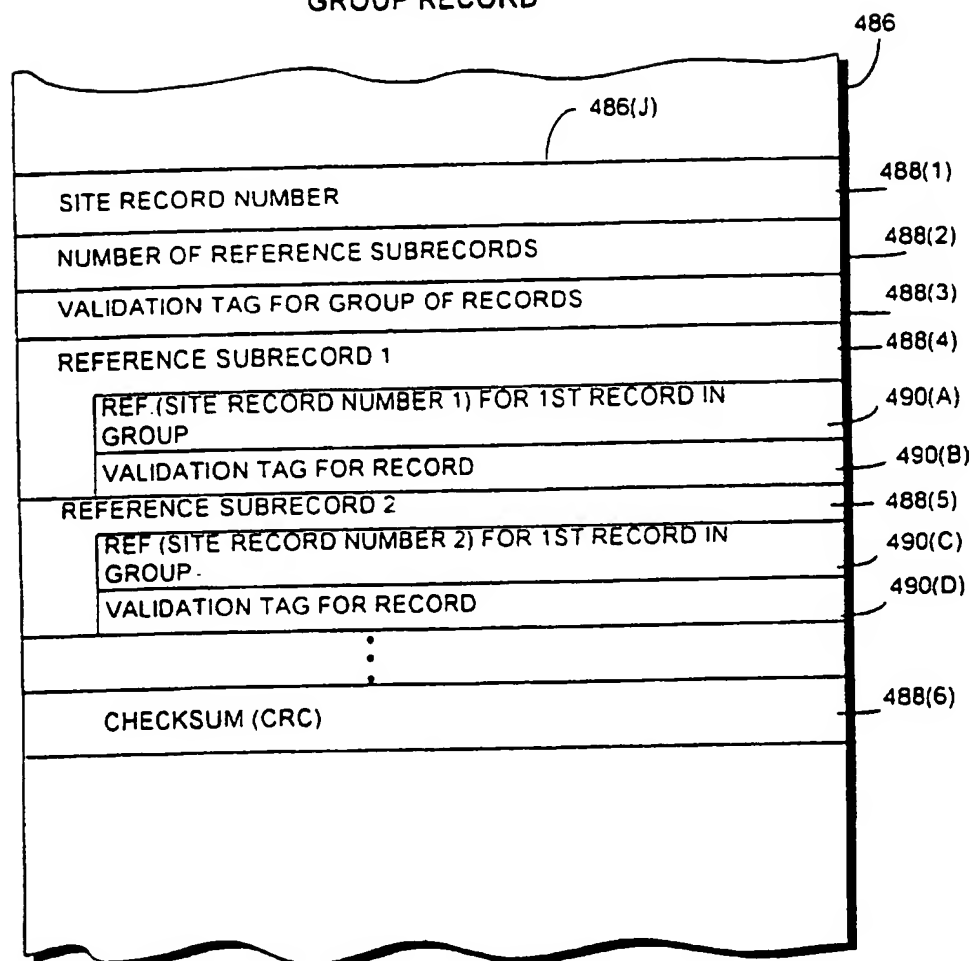 GROUP RECORD
486
486(J)
SITE RECORD NUMBER
488(1)
NUMBER OF REFERENCE SUBRECORDS
488(2)
VALIDATION TAG FOR GROUP OF RECORDS
488(3)
REFERENCE SUBRECORD 1
488(4)
REF.(SITE RECORD NUMBER 1) FOR 1ST RECORD IN
GROUP
490(A)
VALIDATION TAG FOR RECORD
490(B)
REFERENCE SUBRECORD 2
488(5)
REF (SITE RECORD NUMBER 2) FOR 1ST RECORD IN
GROUP
490(C)
VALIDATION TAG FOR RECORD
490(D)
CHECKSUM (CRC)
488(6)